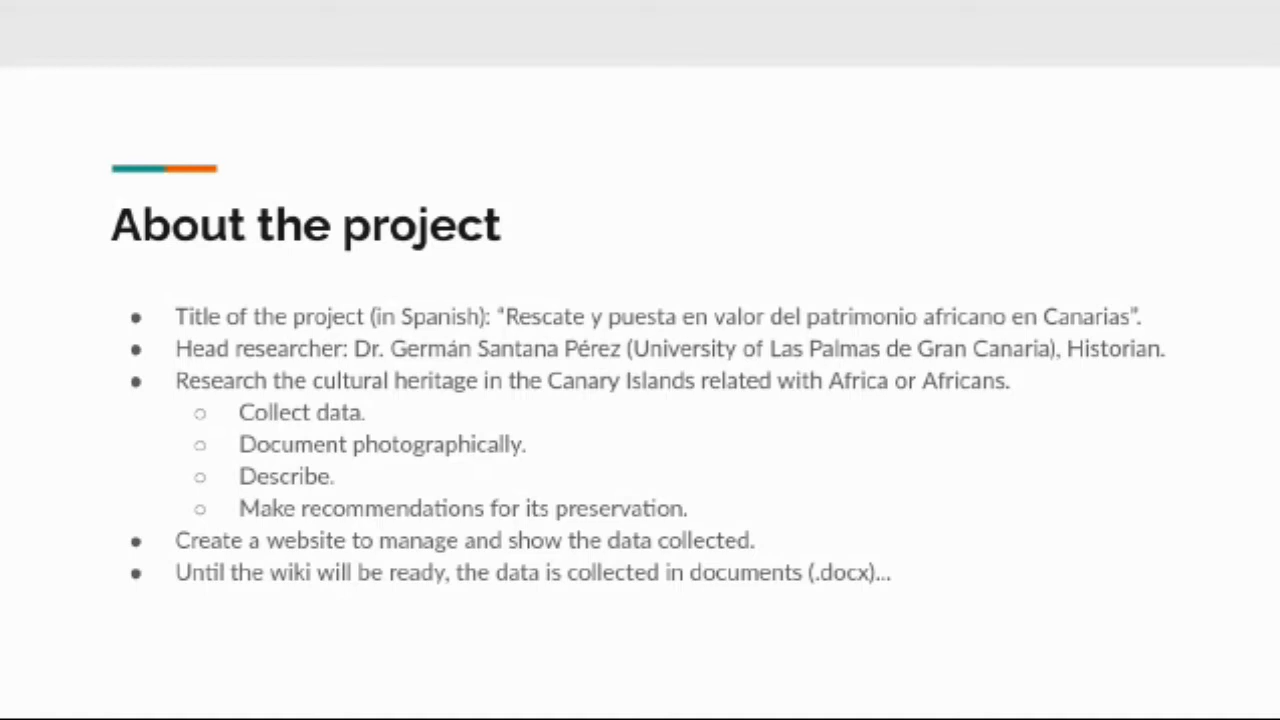 About the project
● Title of the project (in Spanish): “Rescate y puesta en valor del patrimonio africano en Canarias”.
● Head researcher: Dr. Germán Santana Pérez (University of Las Palmas de Gran Canaria), Historian.
● Research the cultural heritage in the Canary Islands related with Africa or Africans.
○ Collect data.
○ Document photographically.
○ Describe.
○ Make recommendations for its preservation.
● Create a website to manage and show the data collected.
● Until the wiki will be ready, the data is collected in documents (.docx)...